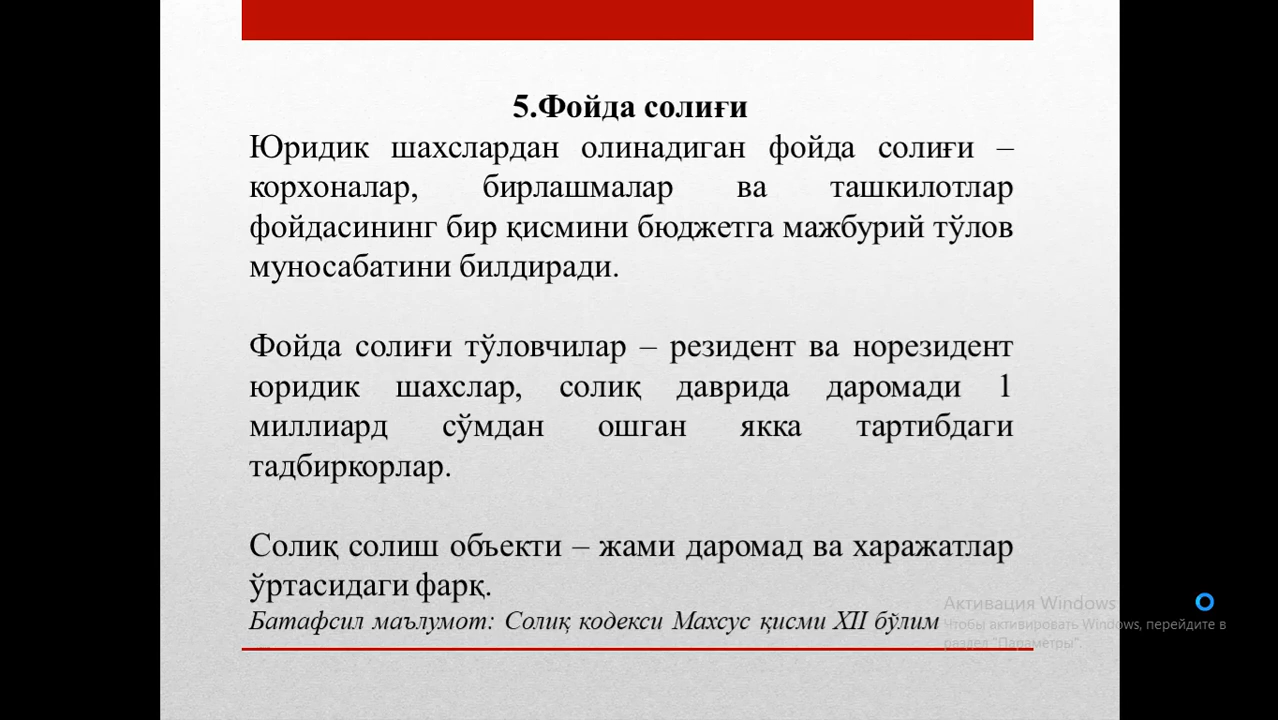 5.Фойда солиғи
Юридик шахслардан олинадиган фойда солиғи –
корхоналар, бирлашмалар ва ташкилотлар
фойдасининг бир қисмини бюджетга мажбурий тўлов
муносабатини билдиради.
Фойда солиғи тўловчилар – резидент ва норезидент
юридик шахслар, солиқ даврида даромади 1
миллиард сўмдан ошган якка тартибдаги
тадбиркорлар.
Солиқ солиш объекти – жами даромад ва харажатлар
ўртасидаги фарқ.
Батафсил маълумот: Солиқ кодекси Махсус қисми XII бўлим
Активация Windows
Чтобы активировать Windows, перейдите в
раздел "Параметры".